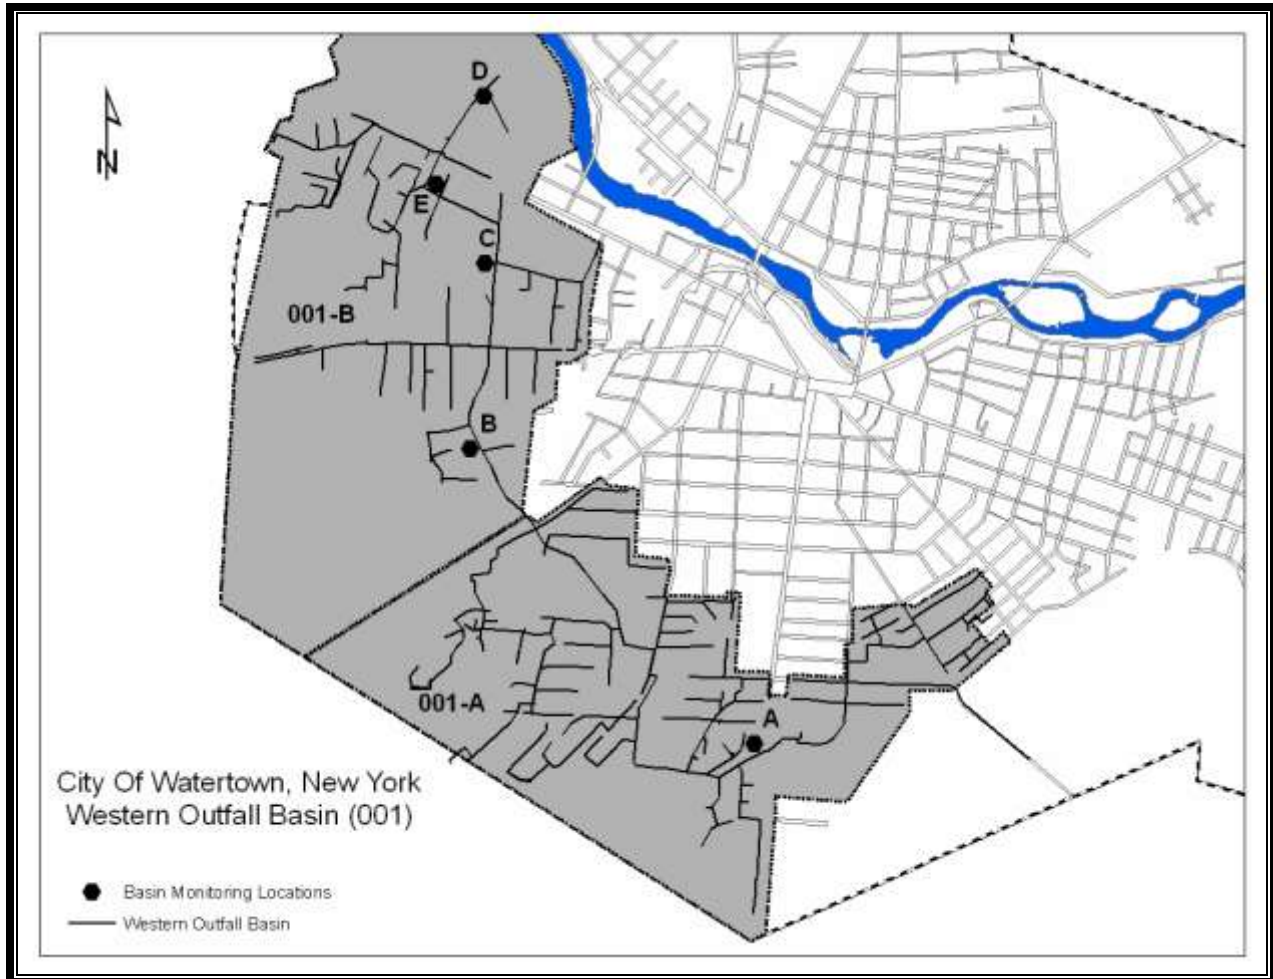 D
N
E
C
001-B
B
001-A
A
City Of Watertown, New York
Western Outfall Basin (001)
Basin Monitoring Locations
Western Outfall Basin